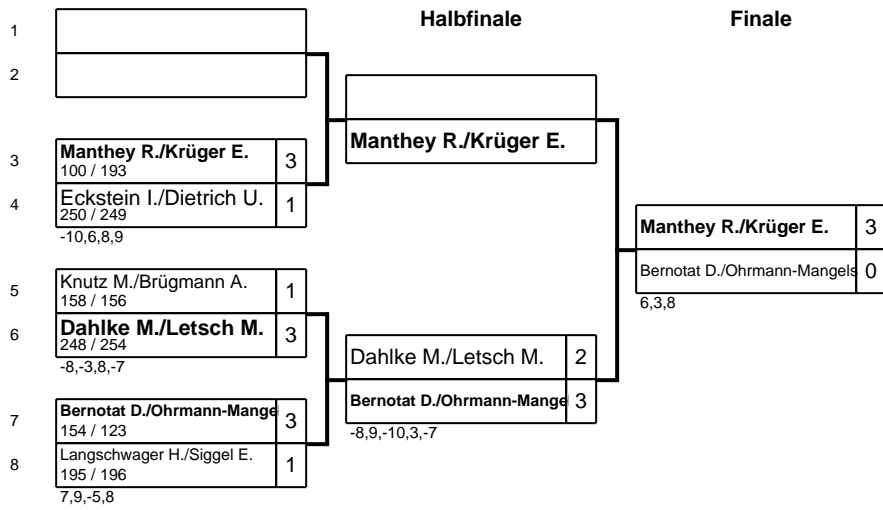 Halbfinale
Finale
1
2
3
Manthey R./Krüger E.
3
100 / 193
4
Eckstein I./Dietrich U.
1
250 / 249
-10,6,8,9
5
Knutz M./Brügmann A.
1
158 / 156
6
Dahlke M./Letsch M.
3
248 / 254
-8,-3,8,-7
7
Bernotat D./Ohrmann-Mange
3
154 / 123
8
Langschwager H./Siggel E.
1
195 / 196
7,9,-5,8
Manthey R./Krüger E.
Dahlke M./Letsch M.
2
Bernotat D./Ohrmann-Mange
3
-8,9,-10,3,-7
Manthey R./Krüger E.
3
Bernotat D./Ohrmann-Mangels
0
6,3,8